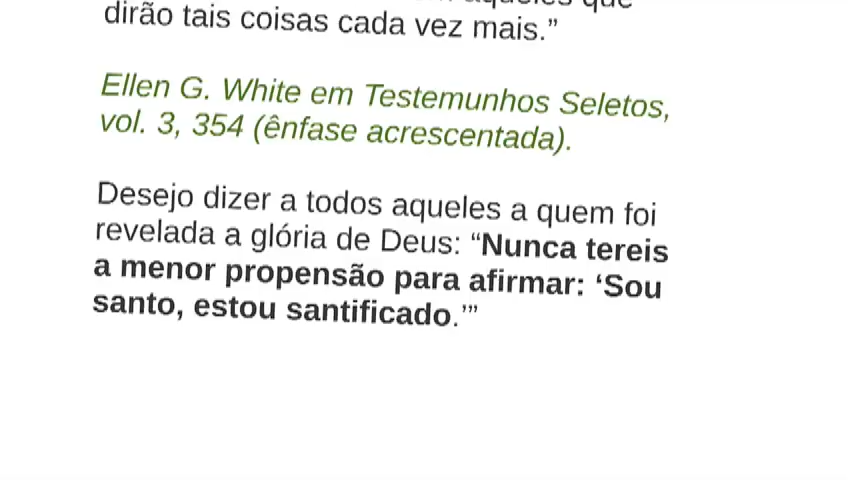 dirão tais coisas cada vez mais.”
Ellen G. White em Testemunhos Seletos,
vol. 3, 354 (ênfase acrescentada).
Desejo dizer a todos aqueles a quem foi
revelada a glória de Deus: “Nunca tereis
a menor propensão para afirmar: ‘Sou
santo, estou santificado.’”